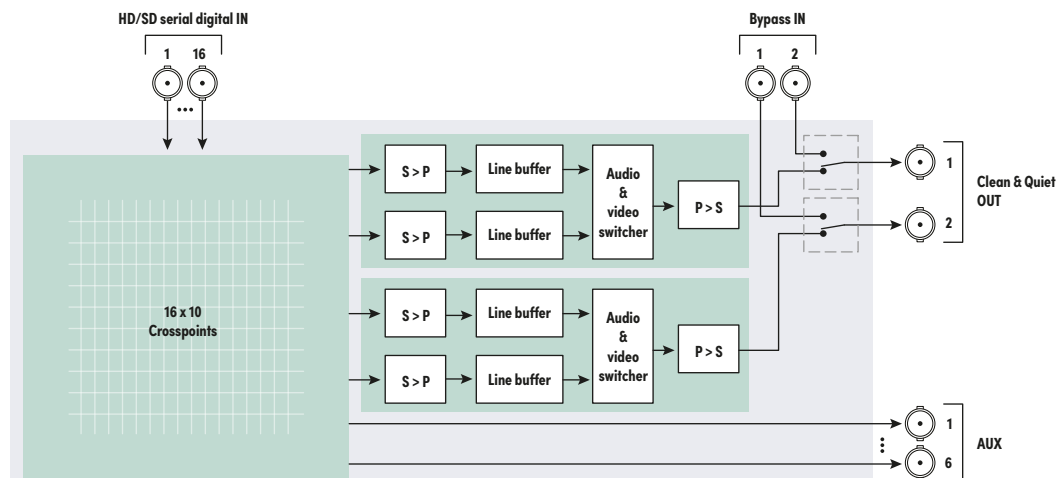 HD/SD serial digital IN
1 16
...
Bypass IN
1 2
S > P
Line buffer
Audio
&
video
switcher
P > S
S > P
Line buffer
1
2
Clean & Quiet
OUT
16 x 10
Crosspoints
S > P
Line buffer
Audio
&
video
switcher
P > S
S > P
Line buffer
1
...
6
AUX